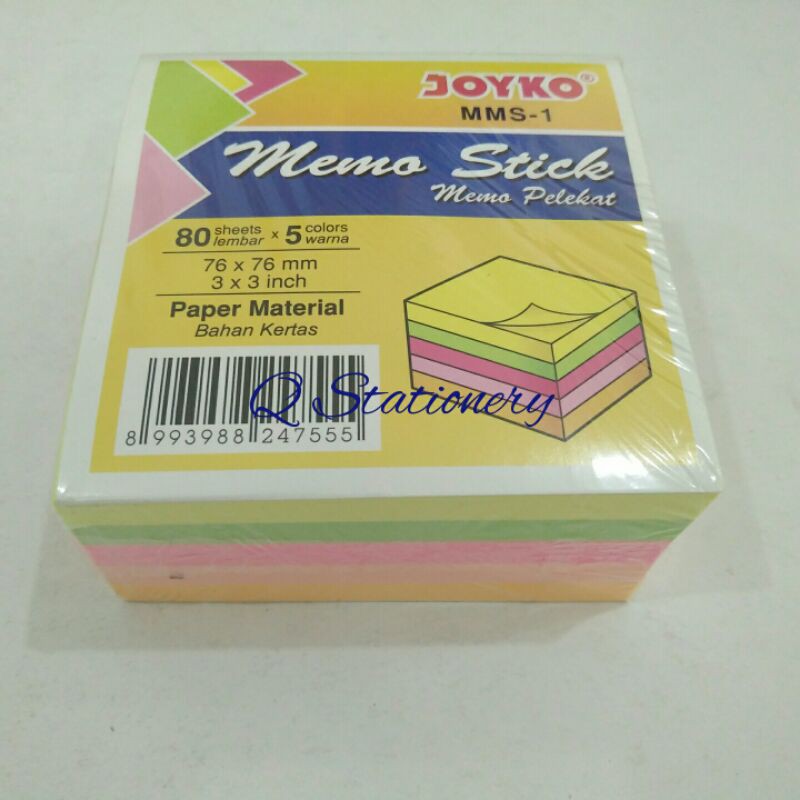 JOYKO®
MMS-1
Memo Stick
Memo Pelekat
80 sheets lembar x 5 colors warna
76 x 76 mm
3 x 3 inch
Paper Material
Bahan Kertas
Q Stationery
8 993988 247555